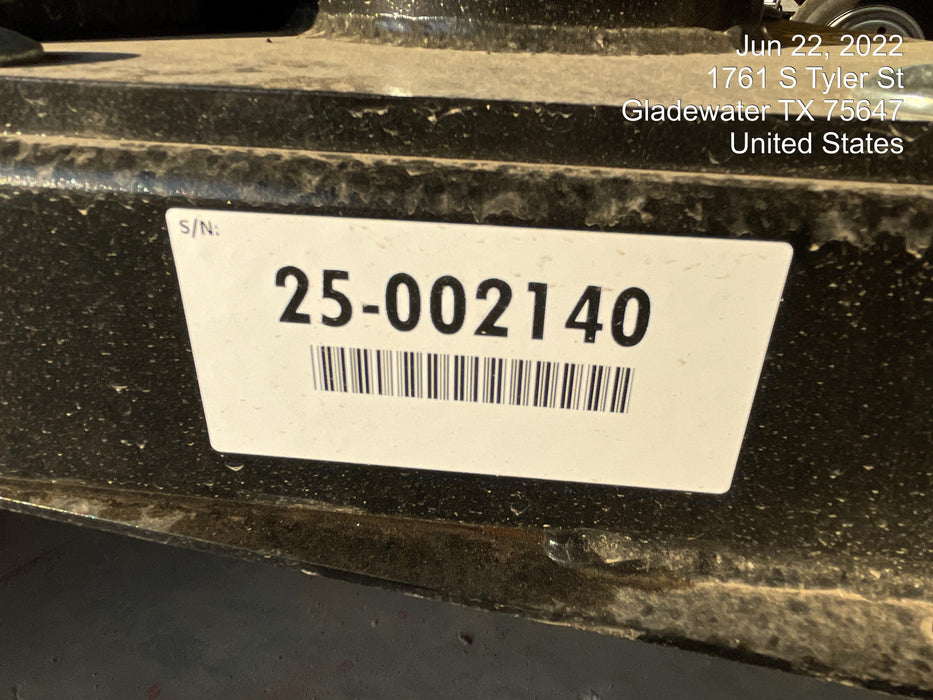 Jun 22, 2022
1761 S Tyler St
Gladewater TX 75647
United States
S/N:
25-002140